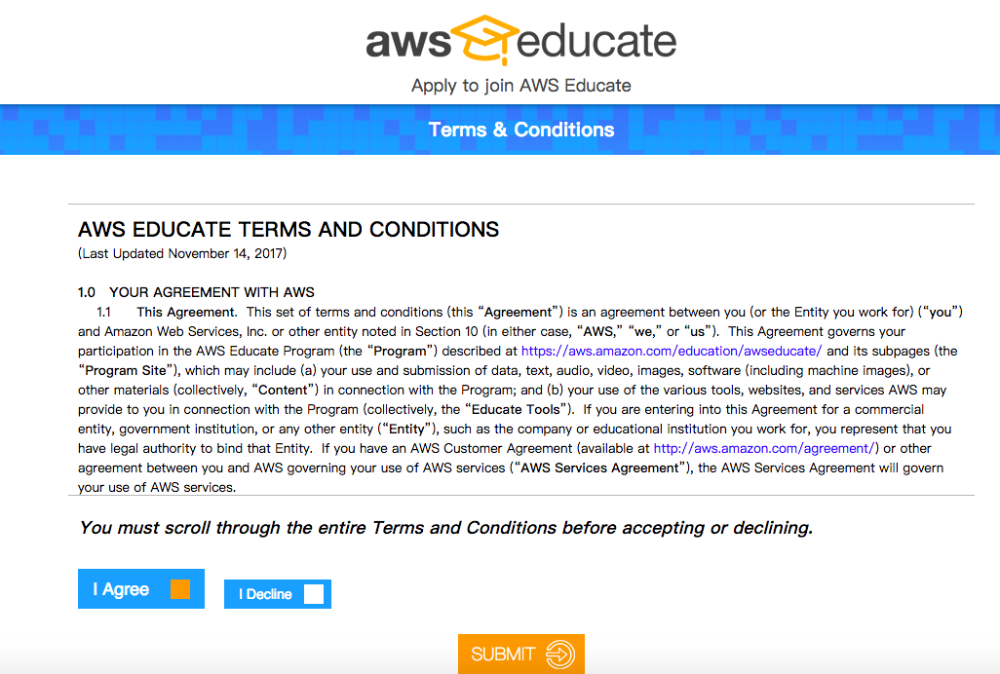 aws educate
Apply to join AWS Educate
Terms & Conditions
AWS EDUCATE TERMS AND CONDITIONS
(Last Updated November 14, 2017)
1.0 YOUR AGREEMENT WITH AWS
1.1 This Agreement. This set of terms and conditions (this “Agreement”) is an agreement between you (or the Entity you work for) (“you”)
and Amazon Web Services, Inc. or other entity noted in Section 10 (in either case, “AWS,” “we,” or “us”). This Agreement governs your
participation in the AWS Educate Program (the “Program”) described at https://aws.amazon.com/education/awseducate/ and its subpages (the
“Program Site”), which may include (a) your use and submission of data, text, audio, video, images, software (including machine images), or
other materials (collectively, “Content”) in connection with the Program; and (b) your use of the various tools, websites, and services AWS may
provide to you in connection with the Program (collectively, the “Educate Tools”). If you are entering into this Agreement for a commercial
entity, government institution, or any other entity (“Entity”), such as the company or educational institution you work for, you represent that you
have legal authority to bind that Entity. If you have an AWS Customer Agreement (available at http://aws.amazon.com/agreement/) or other
agreement between you and AWS governing your use of AWS services (“AWS Services Agreement”), the AWS Services Agreement will govern
your use of AWS services.
You must scroll through the entire Terms and Conditions before accepting or declining.
I Agree
I Decline
SUBMIT